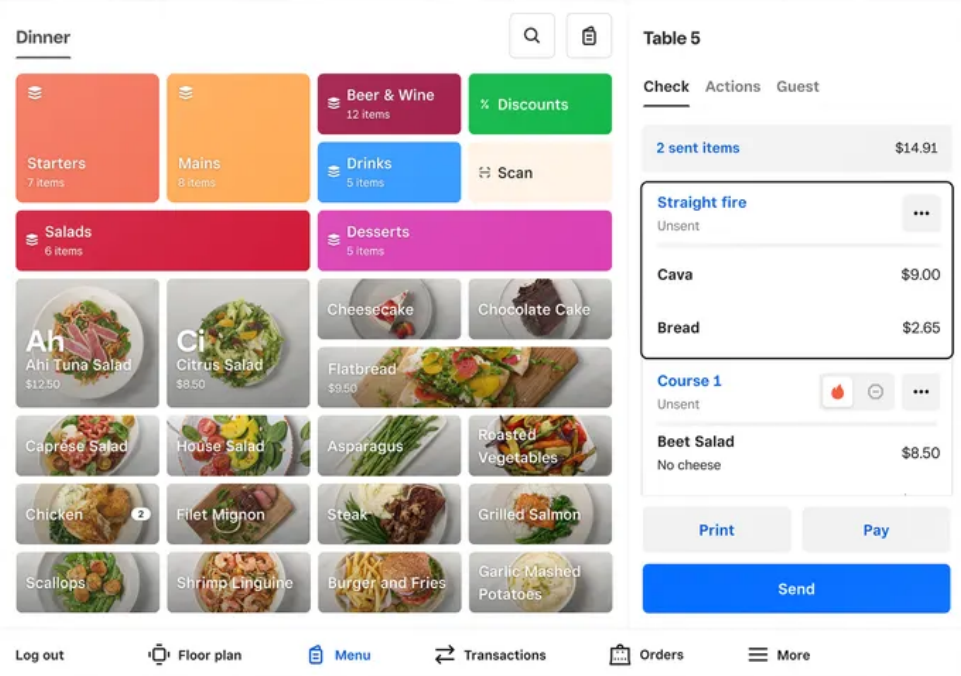 Dinner
Starters
7 items
Mains
8 items
Beer & Wine
12 items
% Discounts
Drinks
5 items
Scan
Salads
6 items
Desserts
5 items
Ah
Ahi Tuna Salad
$12.50
Ci
Citrus Salad
$8.50
Cheesecake
Chocolate Cake
Flatbread
$9.50
Caprese Salad
House Salad
Asparagus
Roasted
Vegetables
Chicken
2
Filet Mignon
Steak
Grilled Salmon
Scallops
Shrimp Linguine
Burger and Fries
Garlic Mashed
Potatoes
Table 5
Check Actions Guest
2 sent items $14.91
Straight fire
Unsent
Cava $9.00
Bread $2.65
Course 1
Unsent
Beet Salad
No cheese
$8.50
Print Pay
Send
Log out Floor plan Menu Transactions Orders More